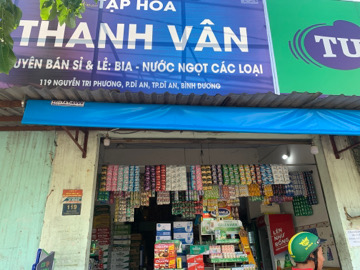 TẠP HÓA
THANH VÂN
UYÊN BÁN SỈ & LẺ: BIA - NƯỚC NGỌT CÁC LOẠI
119 NGUYỄN TRI PHƯƠNG, P.DĨ AN, TP.DĨ AN, BÌNH DƯƠNG
TU